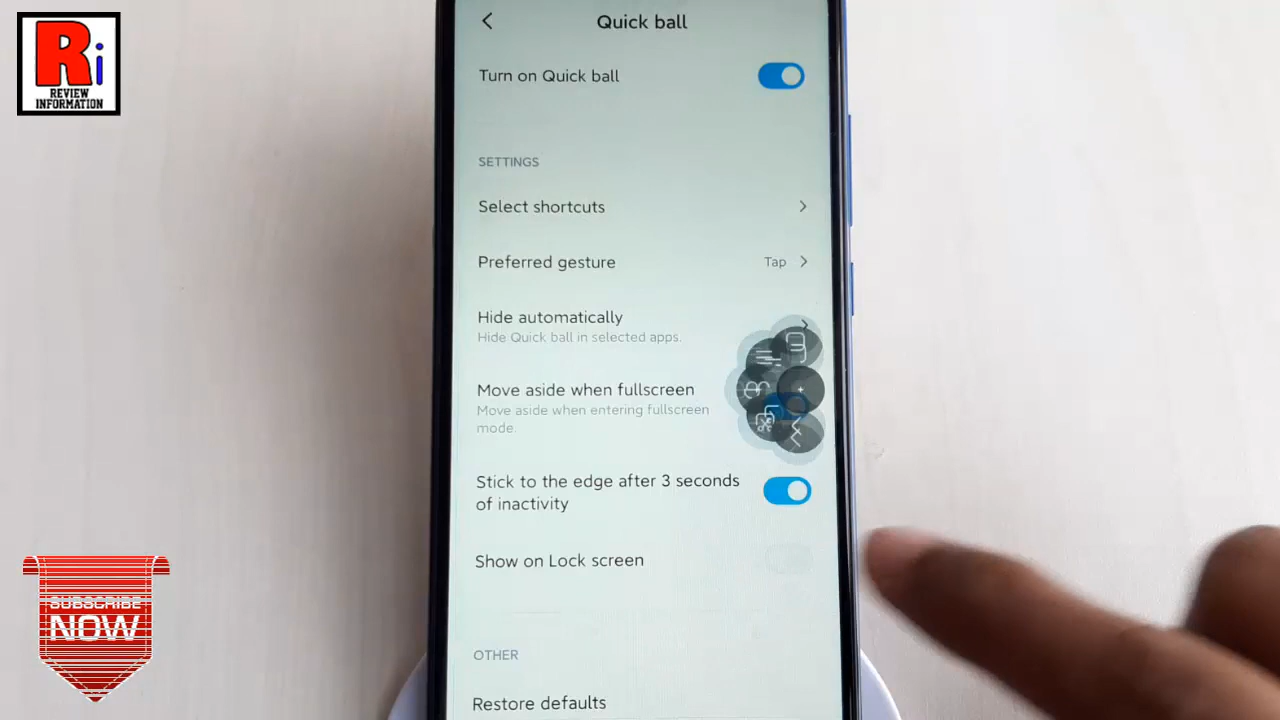 Ri
REVIEW
INFORMATION
Quick ball
Turn on Quick ball
SETTINGS
Select shortcuts
Preferred gesture
Tap
Hide automatically
Hide Quick ball in selected apps.
Move aside when fullscreen
Move aside when entering fullscreen
mode.
Stick to the edge after 3 seconds
of inactivity
Show on Lock screen
OTHER
Restore defaults
SUBSCRIBE
NOW